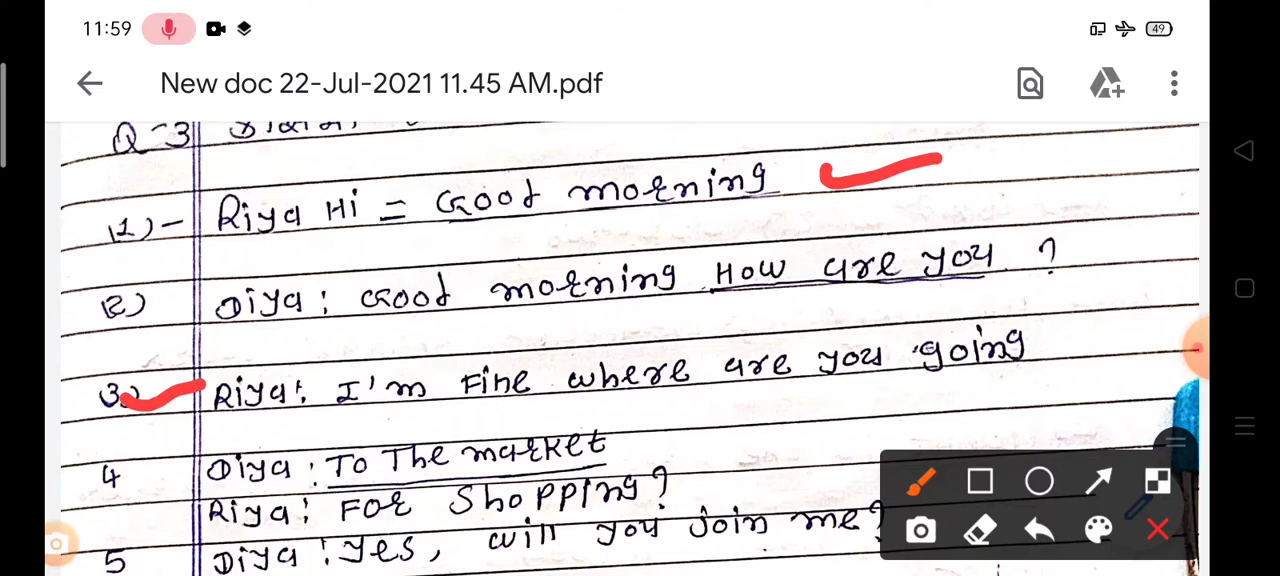 11:59
49
New doc 22-Jul-2021 11.45 AM.pdf
Q-3
(1) - Riya Hi = Good morning
(2) Diya : Good morning How are you ?
3) Riya : I'm Fine where are you going
4 Diya : To The market
Riya : For Shopping?
5 Diya : Yes, will you join me?